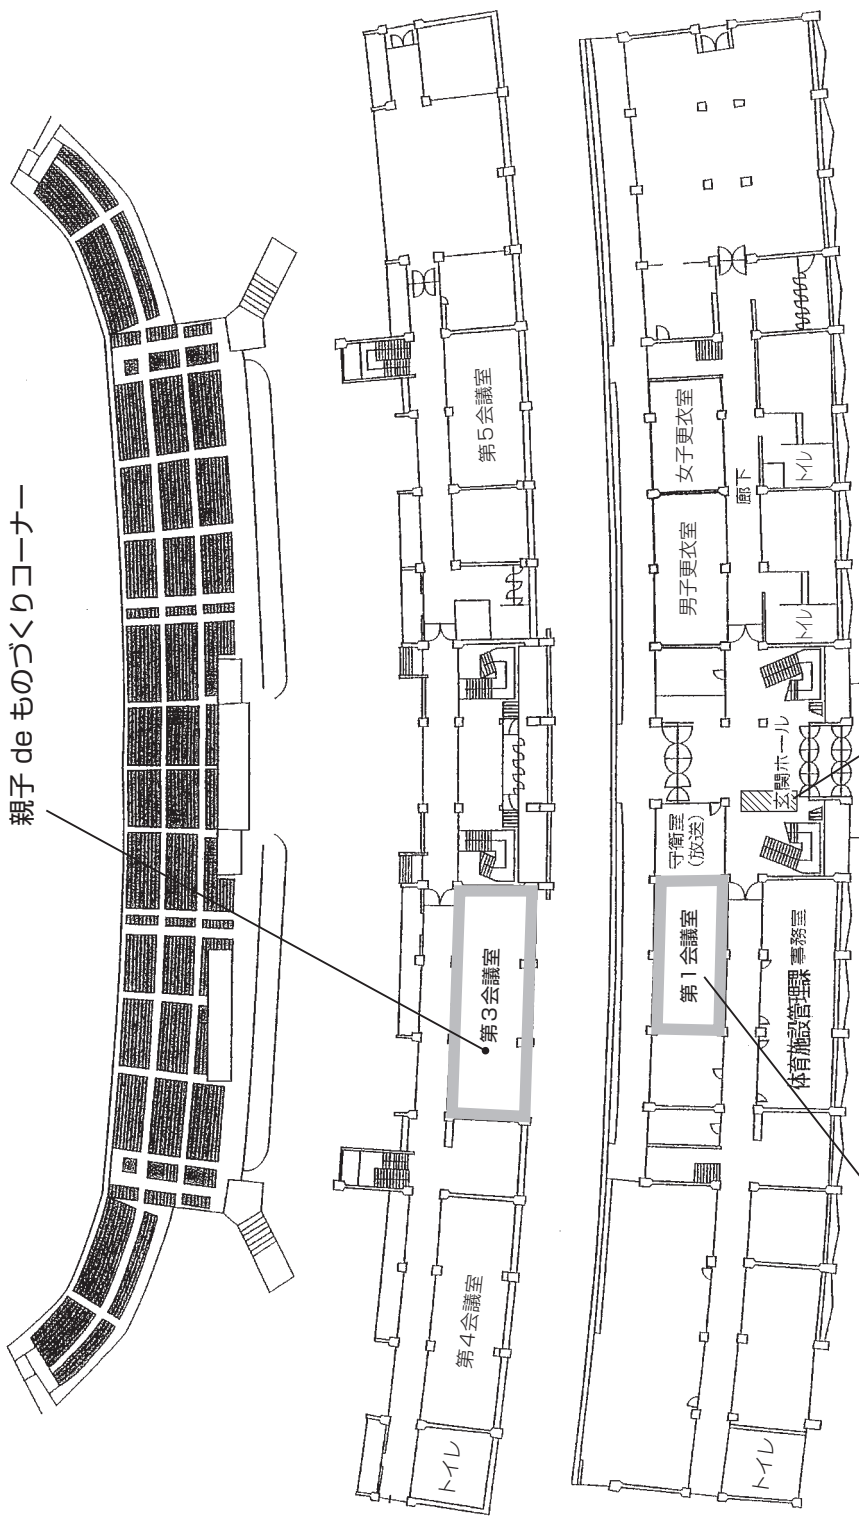 親子 de ものづくりコーナー
トイレ
第4会議室
第3会議室
第5会議室
トイレ
体育施設管理課 事務室
第1会議室
守衛室
(放送)
玄関ホール
トイレ
男子更衣室
廊下
トイレ
女子更衣室